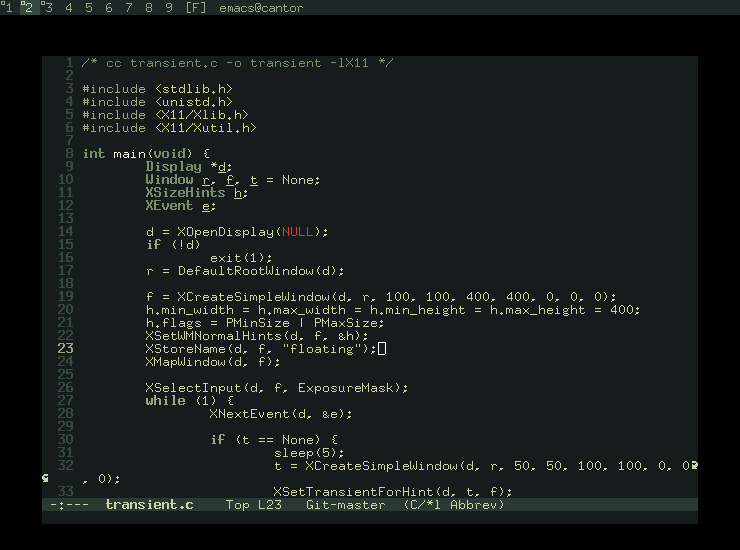 1 2 3 4 5 6 7 8 9 [F] emacs@cantor
1 /* cc transient.c -o transient -lX11 */
2
3 #include <stdlib.h>
4 #include <unistd.h>
5 #include <X11/Xlib.h>
6 #include <X11/Xutil.h>
7
8 int main(void) {
9 Display *d;
10 Window r, f, t = None;
11 XSizeHints h;
12 XEvent e;
13
14 d = XOpenDisplay(NULL);
15 if (!d)
16 exit(1);
17 r = DefaultRootWindow(d);
18
19 f = XCreateSimpleWindow(d, r, 100, 100, 400, 400, 0, 0, 0);
20 h.min_width = h.max_width = h.min_height = h.max_height = 400;
21 h.flags = PMinSize | PMaxSize;
22 XSetWMNormalHints(d, f, &h);
23 XStoreName(d, f, "floating");
24 XMapWindow(d, f);
25
26 XSelectInput(d, f, ExposureMask);
27 while (1) {
28 XNextEvent(d, &e);
29
30 if (t == None) {
31 sleep(5);
32 t = XCreateSimpleWindow(d, r, 50, 50, 100, 100, 0, 0
, 0);
33 XSetTransientForHint(d, t, f);
-:--- transient.c Top L23 Git-master (C/*l Abbrev)